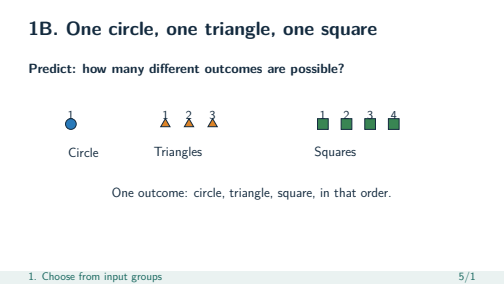 1B. One circle, one triangle, one square
Predict: how many different outcomes are possible?
1 1 2 3 1 2 3 4
Circle Triangles Squares
One outcome: circle, triangle, square, in that order.
1. Choose from input groups 5/1